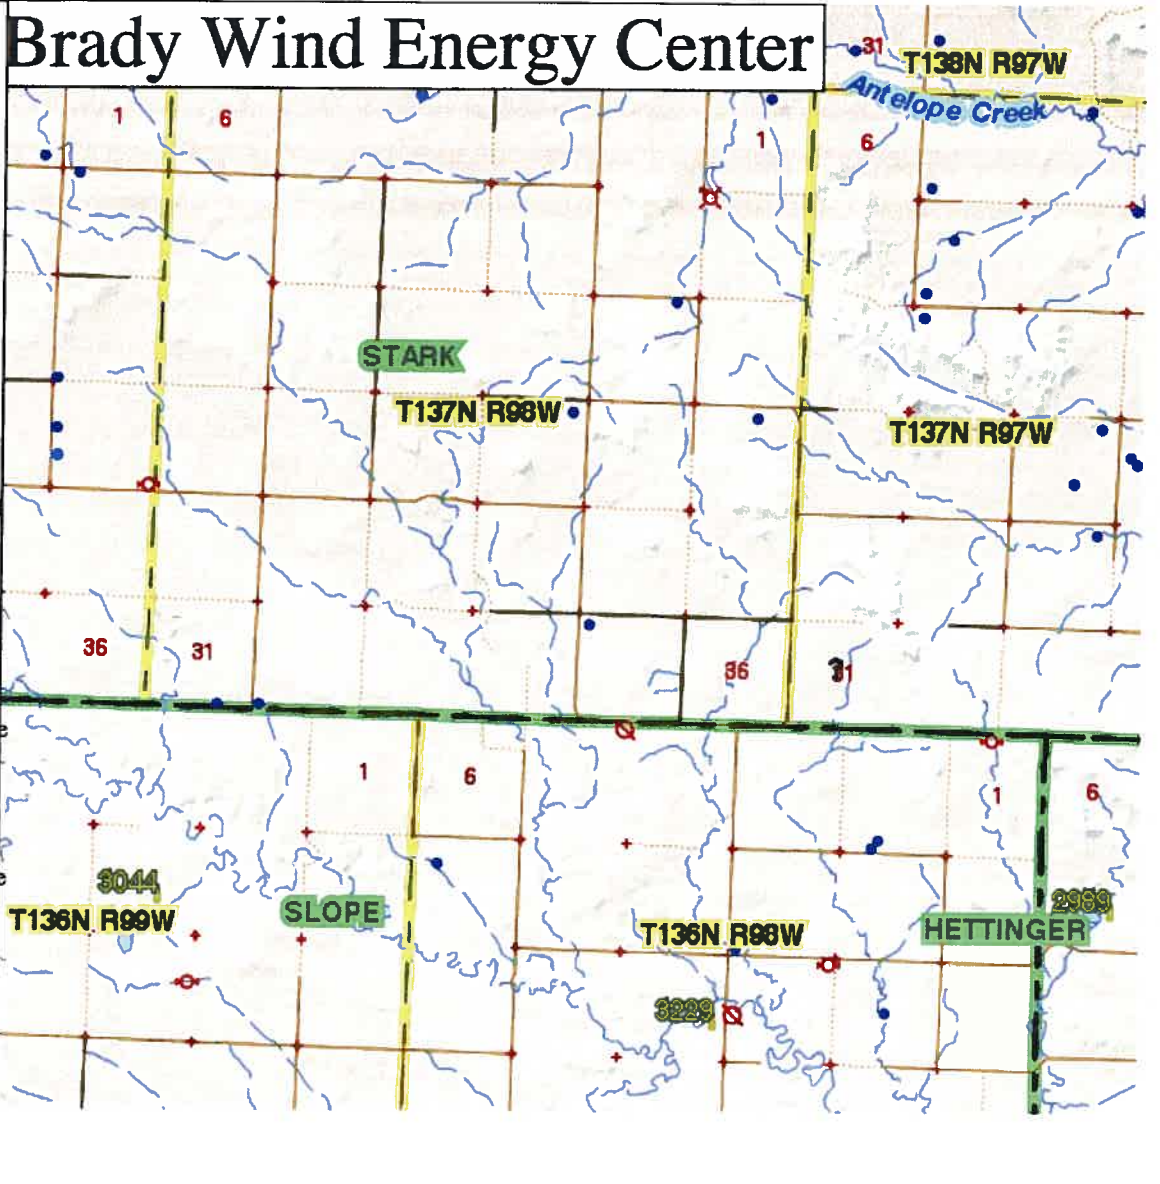 Brady Wind Energy Center
31
T138N R97W
Antelope Creek
1
6
1
6
STARK
T137N R98W
T137N R97W
36
31
36
31
1
6
1
6
3044
T136N R99W
SLOPE
T136N R98W
2989
HETTINGER
3229